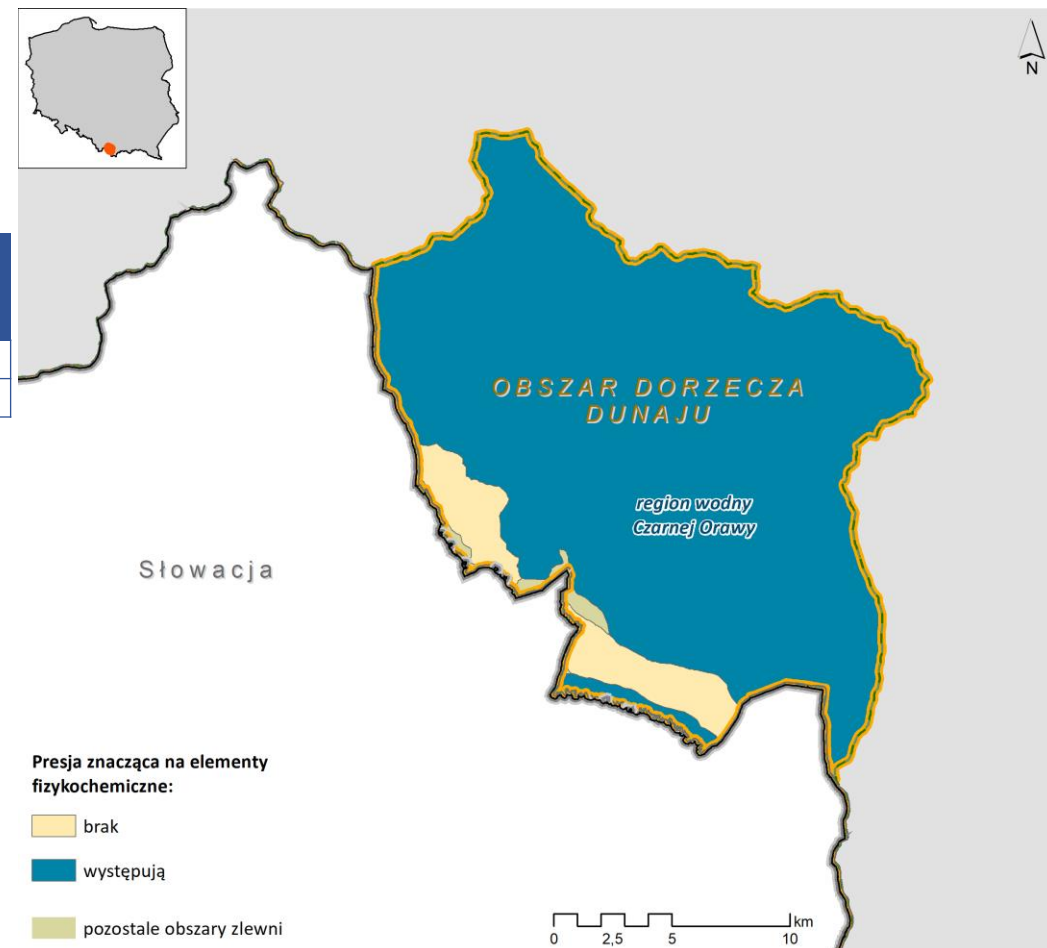 N
OBSZAR DORZECZA
DUNAJU
region wodny
Czarnej Orawy
Słowacja
Presja znacząca na elementy
fizykochemiczne:
brak
występują
pozostałe obszary zlewni
km
0 2,5 5 10